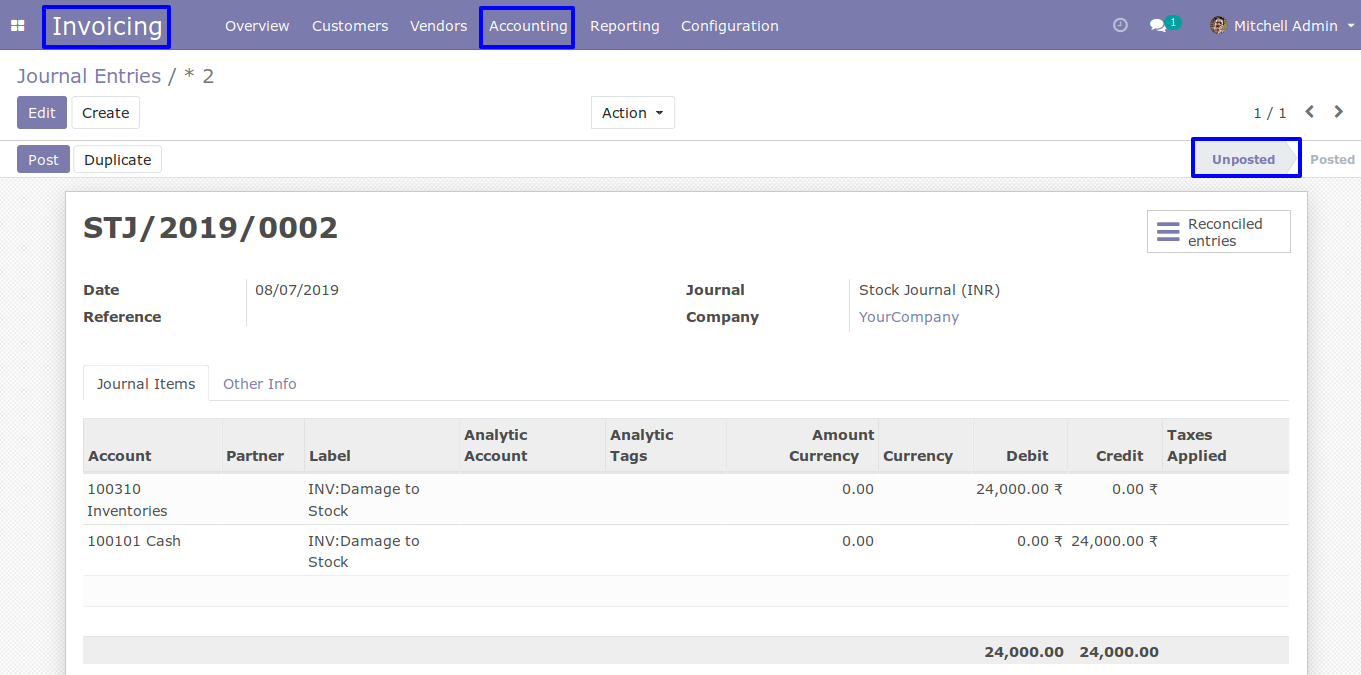 Invoicing Overview Customers Vendors Accounting Reporting Configuration 1 Mitchell Admin
Journal Entries / * 2
Edit Create Action 1 / 1
Post Duplicate Unposted Posted
STJ/2019/0002
Reconciled
entries
Date 08/07/2019 Journal Stock Journal (INR)
Reference Company YourCompany
Journal Items Other Info
Analytic Analytic Amount Taxes
Account Partner Label Account Tags Currency Currency Debit Credit Applied
100310 INV:Damage to 0.00 24,000.00 ₹ 0.00 ₹
Inventories Stock
100101 Cash INV:Damage to 0.00 0.00 ₹ 24,000.00 ₹
Stock
24,000.00 24,000.00